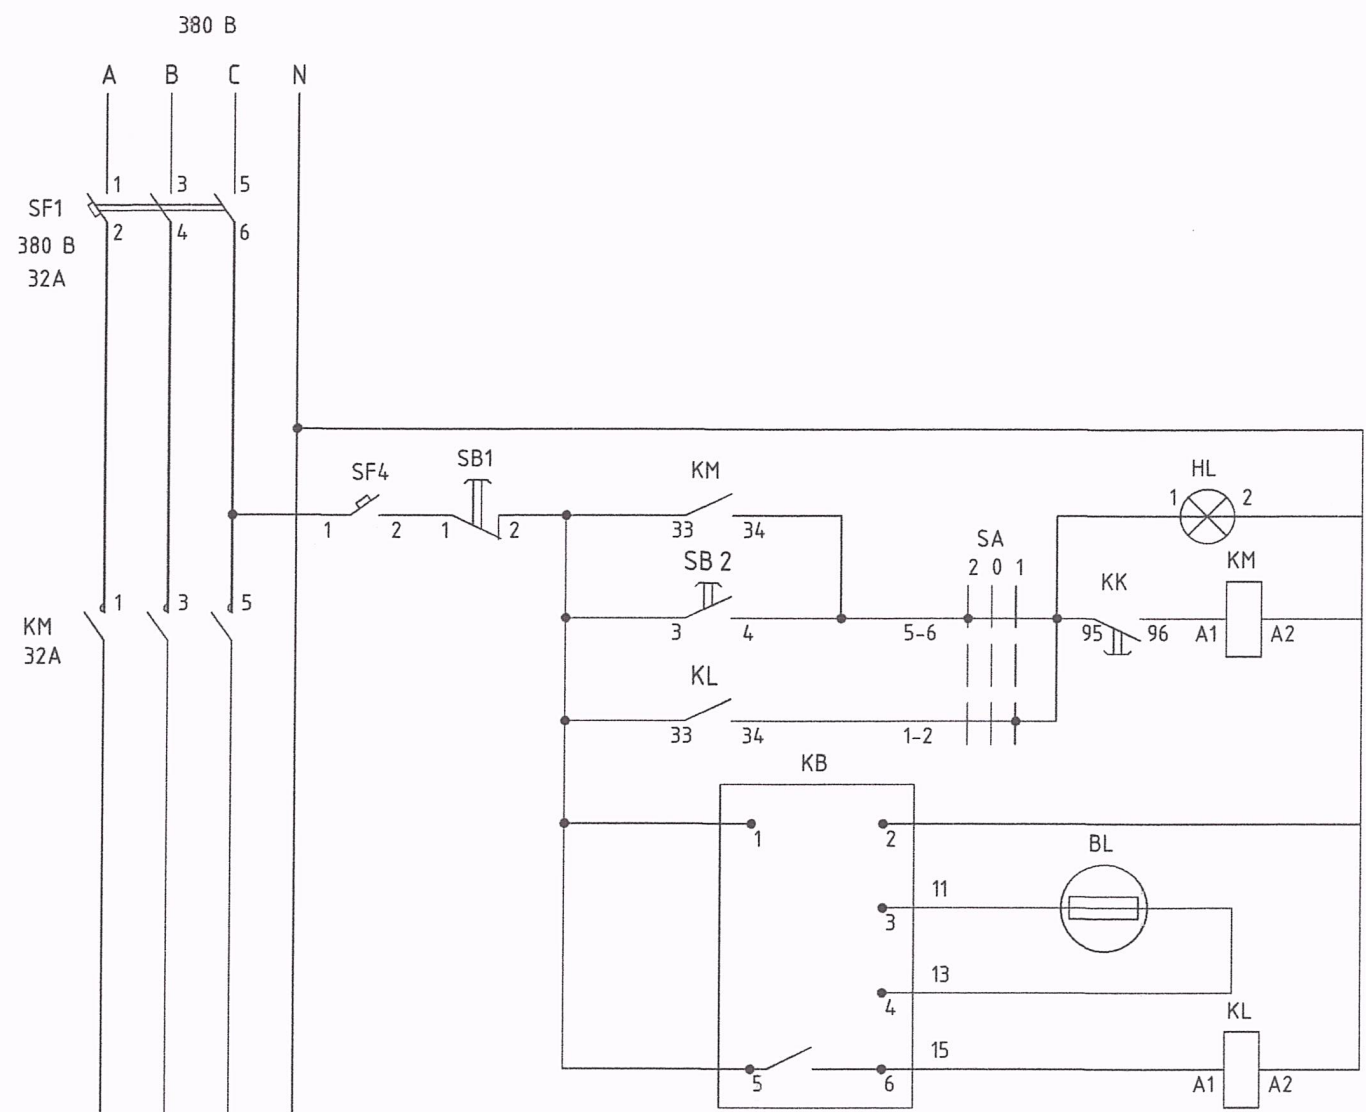 380 В
A B C N
1 3 5
SF1
2 4 6
380 В
32А
SF4 SB1 KM HL
1 2
1 2 1 2 33 34
SA
2 0 1
SB 2 KK KM
3 4 5-6 95 96 A1 A2
1 3 5
KM
32А
KL
33 34 1-2
KB
1 2
BL
11
3
13
4
KL
15
5 6 A1 A2